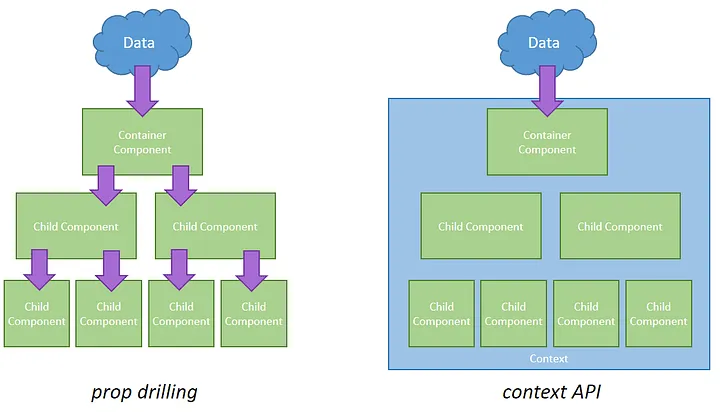 Data
Container
Component
Child Component
Child Component
Child
Component
Child
Component
Child
Component
Child
Component
prop drilling
Data
Container
Component
Child Component
Child Component
Child
Component
Child
Component
Child
Component
Child
Component
Context
context API